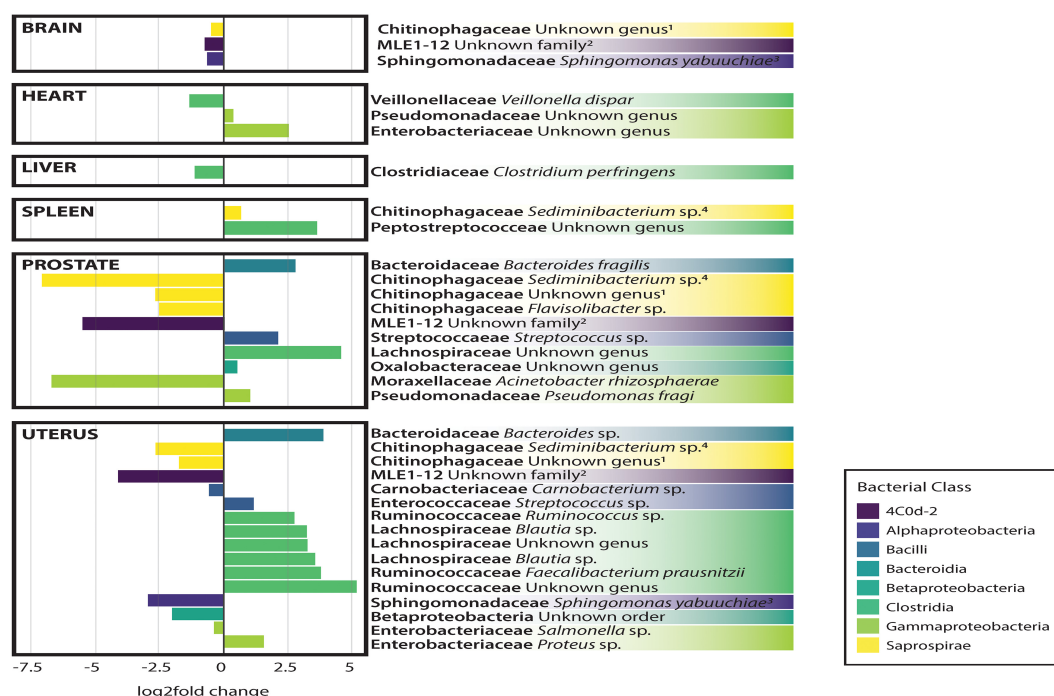 BRAIN
Chitinophagaceae Unknown genus¹
MLE1-12 Unknown family²
Sphingomonadaceae Sphingomonas yabuuchiae³
HEART
Veillonellaceae Veillonella dispar
Pseudomonadaceae Unknown genus
Enterobacteriaceae Unknown genus
LIVER
Clostridiaceae Clostridium perfringens
SPLEEN
Chitinophagaceae Sediminibacterium sp.⁴
Peptostreptococceae Unknown genus
PROSTATE
Bacteroidaceae Bacteroides fragilis
Chitinophagaceae Sediminibacterium sp.⁴
Chitinophagaceae Unknown genus¹
Chitinophagaceae Flavisolibacter sp.
MLE1-12 Unknown family²
Streptoccaceae Streptococcus sp.
Lachnospiraceae Unknown genus
Oxalobacteraceae Unknown genus
Moraxellaceae Acinetobacter rhizosphaerae
Pseudomonadaceae Pseudomonas fragi
UTERUS
Bacteroidaceae Bacteroides sp.
Chitinophagaceae Sediminibacterium sp.⁴
Chitinophagaceae Unknown genus¹
MLE1-12 Unknown family²
Carnobacteriaceae Carnobacterium sp.
Enterococcaceae Streptococcus sp.
Ruminococcaceae Ruminococcus sp.
Lachnospiraceae Blautia sp.
Lachnospiraceae Unknown genus
Lachnospiraceae Blautia sp.
Ruminococcaceae Faecalibacterium prausnitzii
Ruminococcaceae Unknown genus
Sphingomonadaceae Sphingomonas yabuuchiae³
Betaproteobacteria Unknown order
Enterobacteriaceae Salmonella sp.
Enterobacteriaceae Proteus sp.
-7.5 -5 -2.5 0 2.5 5
log2fold change
Bacterial Class
4C0d-2
Alphaproteobacteria
Bacilli
Bacteroidia
Betaproteobacteria
Clostridia
Gammaproteobacteria
Saprospirae